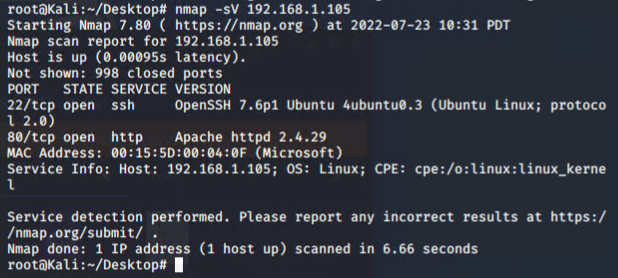 root@Kali:~/Desktop# nmap -sV 192.168.1.105
Starting Nmap 7.80 ( https://nmap.org ) at 2022-07-23 10:31 PDT
Nmap scan report for 192.168.1.105
Host is up (0.00095s latency).
Not shown: 998 closed ports
PORT   STATE SERVICE VERSION
22/tcp open  ssh     OpenSSH 7.6p1 Ubuntu 4ubuntu0.3 (Ubuntu Linux; protoco
l 2.0)
80/tcp open  http    Apache httpd 2.4.29
MAC Address: 00:15:5D:00:04:0F (Microsoft)
Service Info: Host: 192.168.1.105; OS: Linux; CPE: cpe:/o:linux:linux_kerne
l

Service detection performed. Please report any incorrect results at https:/
/nmap.org/submit/ .
Nmap done: 1 IP address (1 host up) scanned in 6.66 seconds
root@Kali:~/Desktop#